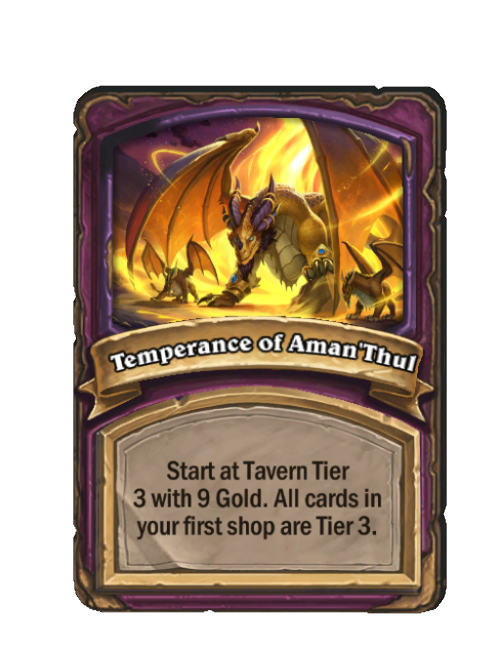 Temperance of Aman'Thul
Start at Tavern Tier
3 with 9 Gold. All cards in
your first shop are Tier 3.